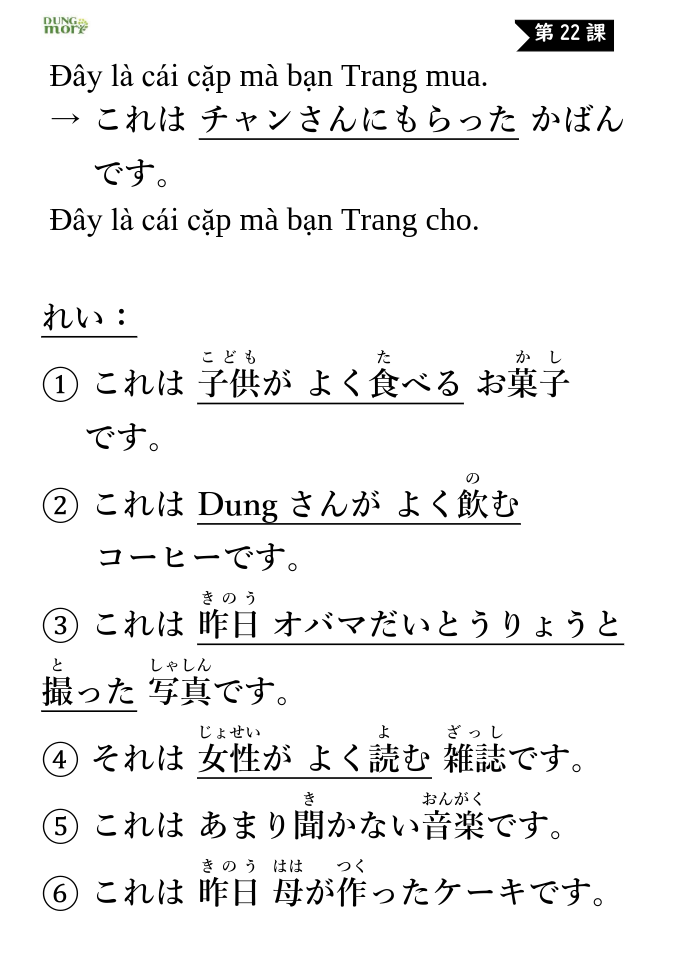 DUNG
mori
第 22 課
Đây là cái cặp mà bạn Trang mua.
→ これは チャンさんにもらった かばん
です。
Đây là cái cặp mà bạn Trang cho.
れい：
こども た かし
① これは 子供が よく食べる お菓子
です。
の
② これは Dung さんが よく飲む
コーヒーです。
きのう
③ これは 昨日 オバマだいとうりょうと
と しゃしん
撮った 写真です。
じょせい よ ざっし
④ それは 女性が よく読む 雑誌です。
き おんがく
⑤ これは あまり聞かない音楽です。
きのう はは つく
⑥ これは 昨日 母が作ったケーキです。